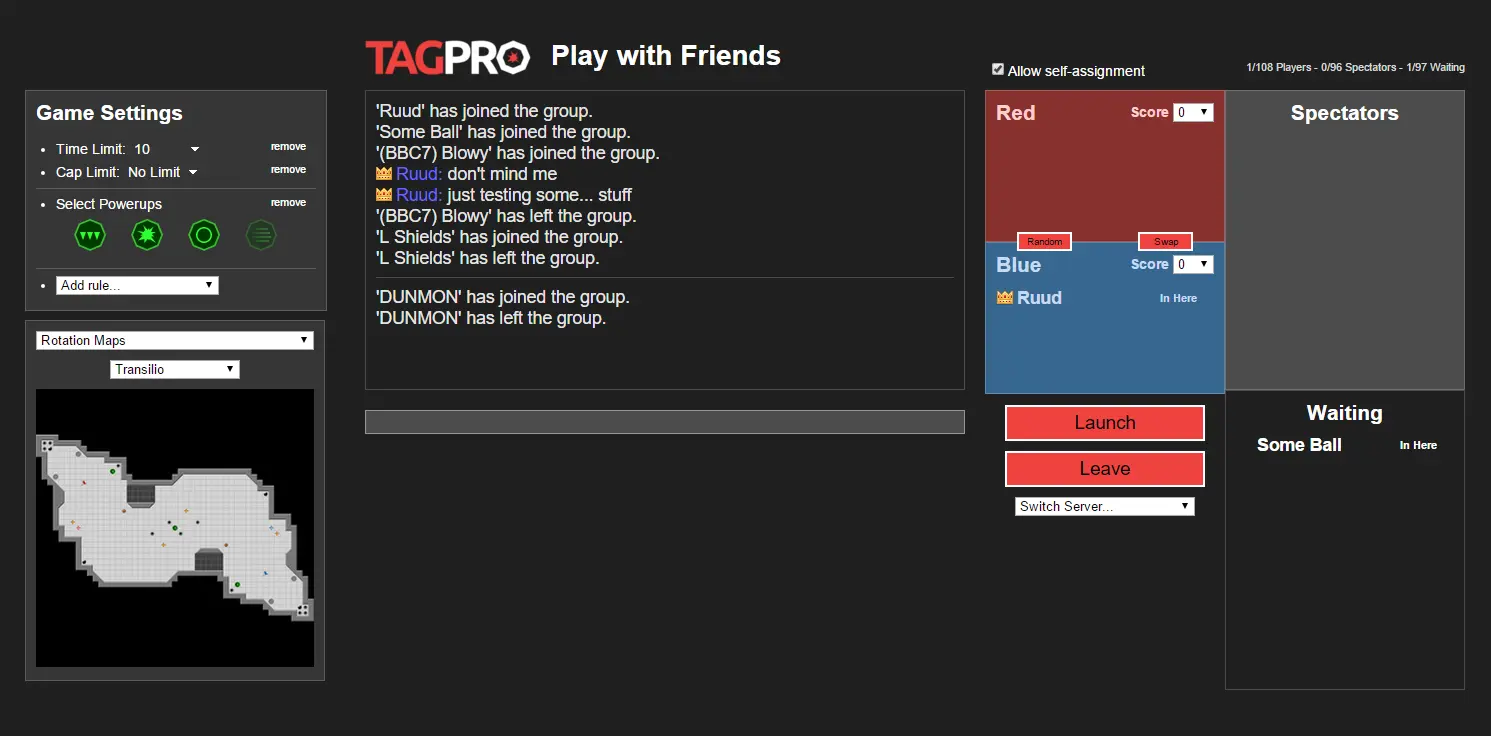 TAGPRO Play with Friends
Allow self-assignment
1/108 Players - 0/96 Spectators - 1/97 Waiting
Game Settings
Time Limit: 10 remove
Cap Limit: No Limit remove
Select Powerups remove
Add rule...
Rotation Maps
Transilio
'Ruud' has joined the group.
'Some Ball' has joined the group.
'(BBC7) Blowy' has joined the group.
Ruud: don't mind me
Ruud: just testing some... stuff
'(BBC7) Blowy' has left the group.
'L Shields' has joined the group.
'L Shields' has left the group.
'DUNMON' has joined the group.
'DUNMON' has left the group.
Red Score 0
Random Swap
Blue Score 0
Ruud In Here
Launch
Leave
Switch Server...
Spectators
Waiting
Some Ball In Here